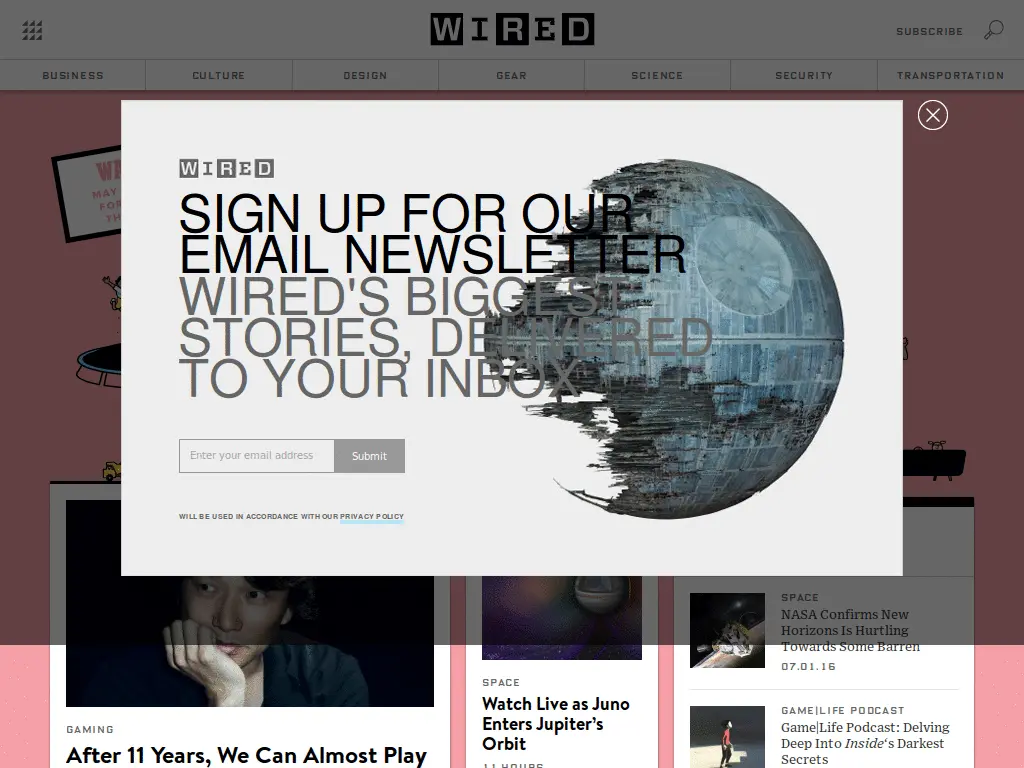 WIRED
SUBSCRIBE
BUSINESS
CULTURE
DESIGN
GEAR
SCIENCE
SECURITY
TRANSPORTATION
MAY
FOR
TH
WIRED
SIGN UP FOR OUR
EMAIL NEWSLETTER
WIRED'S BIGGEST
STORIES, DELIVERED
TO YOUR INBOX
Enter your email address
Submit
WILL BE USED IN ACCORDANCE WITH OUR PRIVACY POLICY
GAMING
After 11 Years, We Can Almost Play
SPACE
Watch Live as Juno
Enters Jupiter’s
Orbit
11 HOURS
SPACE
NASA Confirms New
Horizons Is Hurtling
Towards Some Barren
07.01.16
GAME|LIFE PODCAST
Game|Life Podcast: Delving
Deep Into Inside‘s Darkest
Secrets